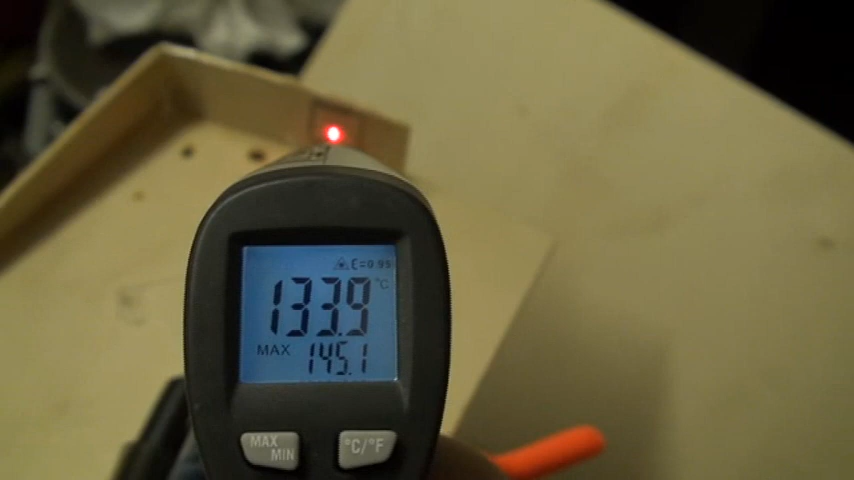 ε=0.95
133.9 °C
MAX 145.1
MAX MIN
°C/°F